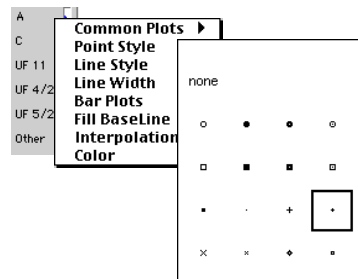 A
C
UF 11
UF 4/2
UF 5/2
Other
Common Plots
Point Style
Line Style
Line Width
Bar Plots
Fill BaseLine
Interpolation
Color
none